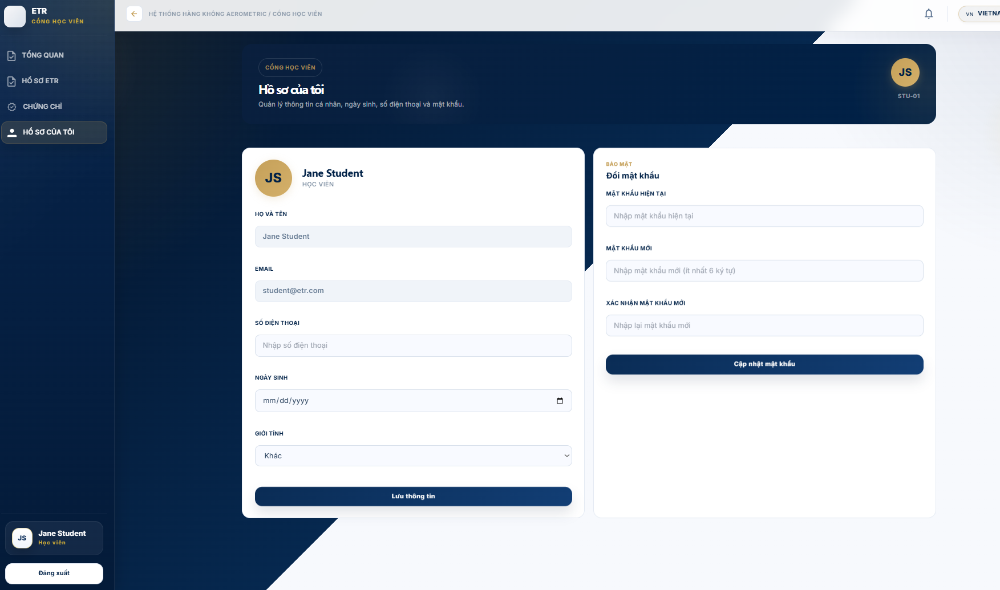 ETR
CỔNG HỌC VIÊN
TỔNG QUAN
HỒ SƠ ETR
CHỨNG CHỈ
HỒ SƠ CỦA TÔI
JS
Jane Student
Học viên
Đăng xuất
HỆ THỐNG HÀNG KHÔNG AEROMETRIC / CỔNG HỌC VIÊN
VN VIETNA
CỔNG HỌC VIÊN
Hồ sơ của tôi
Quản lý thông tin cá nhân, ngày sinh, số điện thoại và mật khẩu.
JS
STU-01
JS
Jane Student
HỌC VIÊN
HỌ VÀ TÊN
Jane Student
EMAIL
student@etr.com
SỐ ĐIỆN THOẠI
Nhập số điện thoại
NGÀY SINH
mm/dd/yyyy
GIỚI TÍNH
Khác
Lưu thông tin
BẢO MẬT
Đổi mật khẩu
MẬT KHẨU HIỆN TẠI
Nhập mật khẩu hiện tại
MẬT KHẨU MỚI
Nhập mật khẩu mới (ít nhất 6 ký tự)
XÁC NHẬN MẬT KHẨU MỚI
Nhập lại mật khẩu mới
Cập nhật mật khẩu